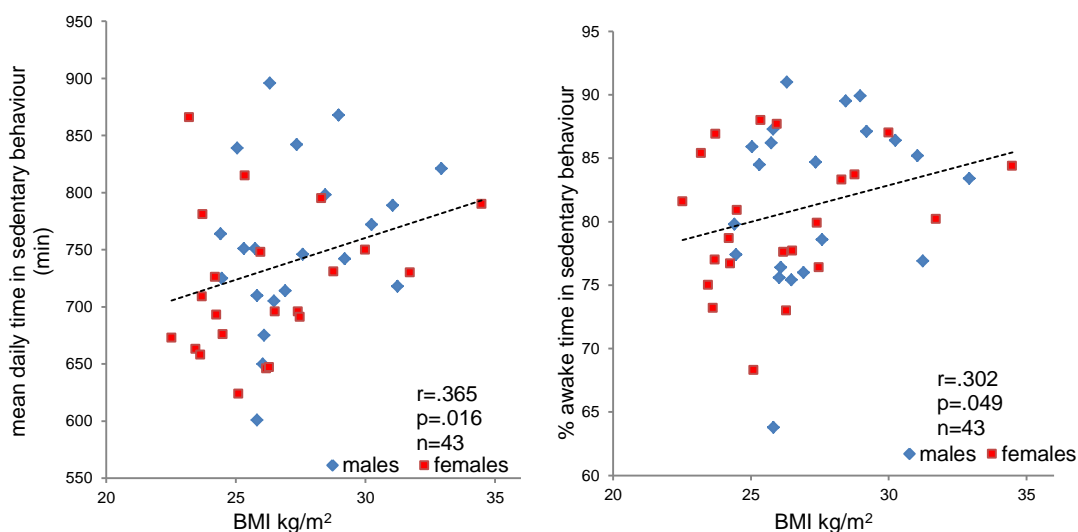 mean daily time in sedentary behaviour
(min)
950
900
850
800
750
700
650
600
550
20
25
30
35
BMI kg/m²
r=.365
p=.016
n=43
males
females
% awake time in sedentary behaviour
95
90
85
80
75
70
65
60
20
25
30
35
BMI kg/m²
r=.302
p=.049
n=43
males
females